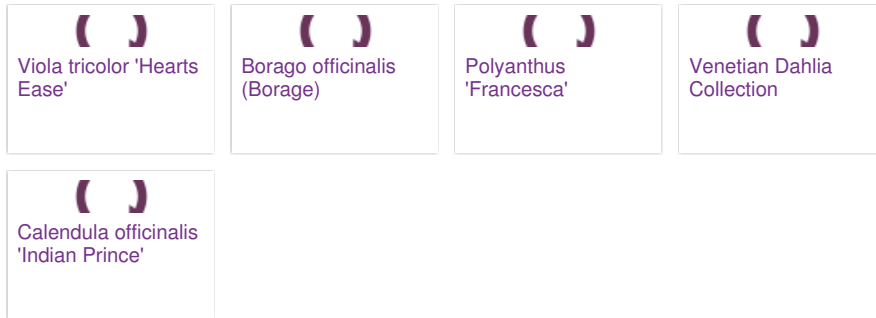 Viola tricolor 'Hearts
Ease'
Borago officinalis
(Borage)
Polyanthus
'Francesca'
Venetian Dahlia
Collection
Calendula officinalis
'Indian Prince'